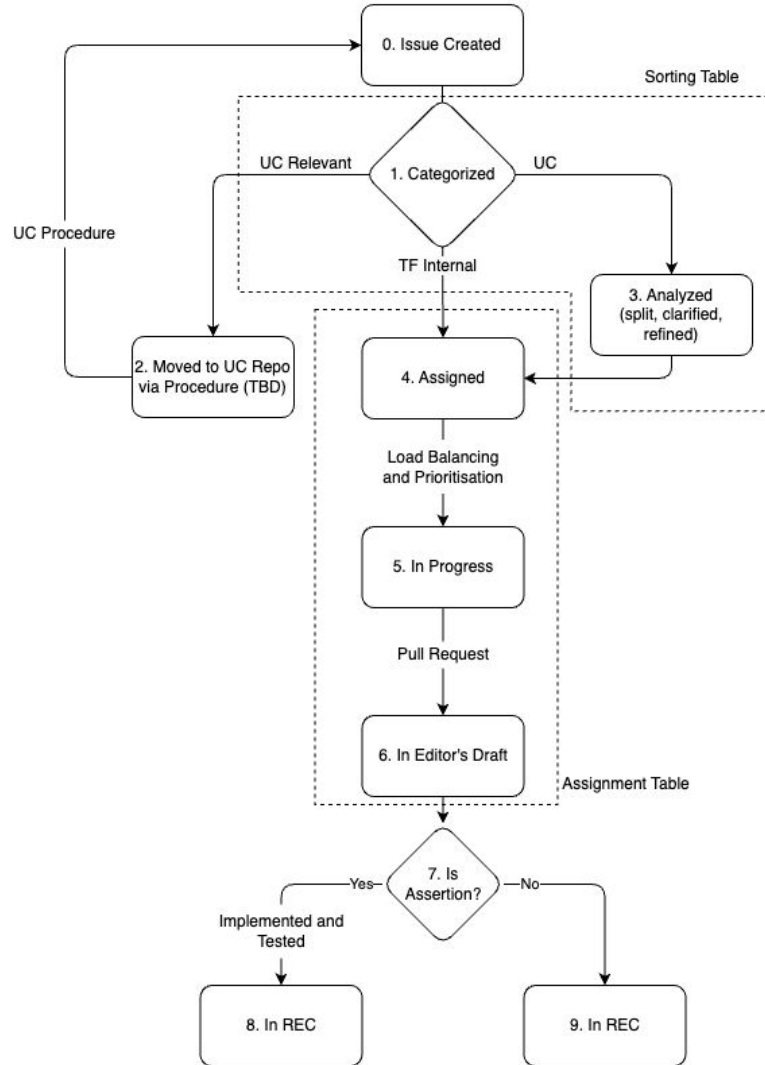 0. Issue Created
Sorting Table
UC Relevant
1. Categorized
UC
UC Procedure
TF Internal
3. Analyzed
(split, clarified,
refined)
2. Moved to UC Repo
via Procedure (TBD)
4. Assigned
Load Balancing
and Prioritisation
5. In Progress
Pull Request
6. In Editor's Draft
Assignment Table
7. Is
Assertion?
Yes
No
Implemented and
Tested
8. In REC
9. In REC